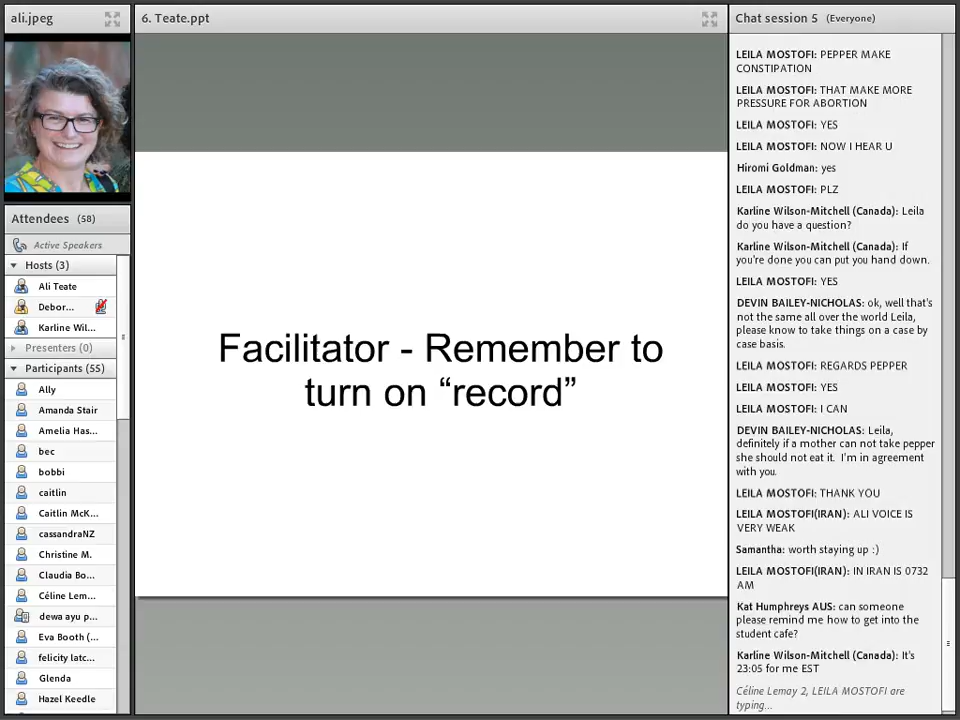 ali.jpeg
6. Teate.ppt
Chat session 5 (Everyone)
Attendees (58)
Active Speakers
Hosts (3)
Ali Teate
Debor...
Karline Wil...
Presenters (0)
Participants (55)
Ally
Amanda Stair
Amelia Has...
bec
bobbi
caitlin
Caitlin McK...
cassandraNZ
Christine M.
Claudia Bo...
Céline Lem...
dewa ayu p...
Eva Booth (...
felicity latc...
Glenda
Hazel Keedle
Facilitator - Remember to
turn on “record”
LEILA MOSTOFI: PEPPER MAKE
CONSTIPATION
LEILA MOSTOFI: THAT MAKE MORE
PRESSURE FOR ABORTION
LEILA MOSTOFI: YES
LEILA MOSTOFI: NOW I HEAR U
Hiromi Goldman: yes
LEILA MOSTOFI: PLZ
Karline Wilson-Mitchell (Canada): Leila
do you have a question?
Karline Wilson-Mitchell (Canada): If
you're done you can put you hand down.
LEILA MOSTOFI: YES
DEVIN BAILEY-NICHOLAS: ok, well that's
not the same all over the world Leila,
please know to take things on a case by
case basis.
LEILA MOSTOFI: REGARDS PEPPER
LEILA MOSTOFI: YES
LEILA MOSTOFI: I CAN
DEVIN BAILEY-NICHOLAS: Leila,
definitely if a mother can not take pepper
she should not eat it. I'm in agreement
with you.
LEILA MOSTOFI: THANK YOU
LEILA MOSTOFI(IRAN): ALI VOICE IS
VERY WEAK
Samantha: worth staying up :)
LEILA MOSTOFI(IRAN): IN IRAN IS 0732
AM
Kat Humphreys AUS: can someone
please remind me how to get into the
student cafe?
Karline Wilson-Mitchell (Canada): It's
23:05 for me EST
Céline Lemay 2, LEILA MOSTOFI are
typing...